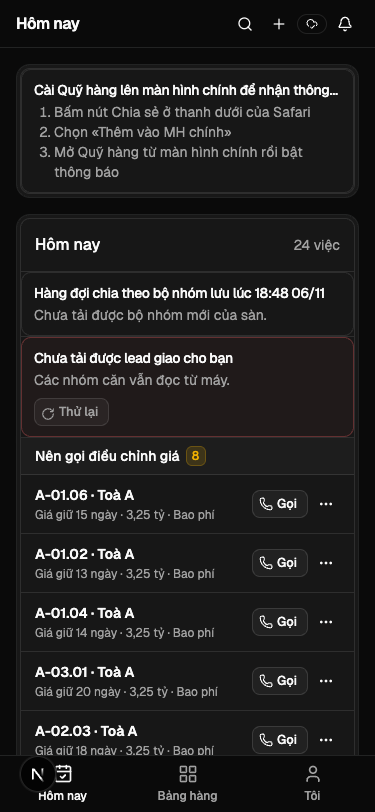 Hôm nay
Cài Quỹ hàng lên màn hình chính để nhận thông...
1. Bấm nút Chia sẻ ở thanh dưới của Safari
2. Chọn «Thêm vào MH chính»
3. Mở Quỹ hàng từ màn hình chính rồi bật
thông báo
Hôm nay
24 việc
Hàng đợi chia theo bộ nhóm lưu lúc 18:48 06/11
Chưa tải được bộ nhóm mới của sàn.
Chưa tải được lead giao cho bạn
Các nhóm căn vẫn đọc từ máy.
Thử lại
Nên gọi điều chỉnh giá 8
A-01.06 · Toà A
Giá giữ 15 ngày · 3,25 tỷ · Bao phí
Gọi
A-01.02 · Toà A
Giá giữ 13 ngày · 3,25 tỷ · Bao phí
Gọi
A-01.04 · Toà A
Giá giữ 14 ngày · 3,25 tỷ · Bao phí
Gọi
A-03.01 · Toà A
Giá giữ 20 ngày · 3,25 tỷ · Bao phí
Gọi
A-02.03 · Toà A
Giá giữ 18 ngày · 3,25 tỷ · Bao phí
Gọi
N
Hôm nay
Bảng hàng
Tôi